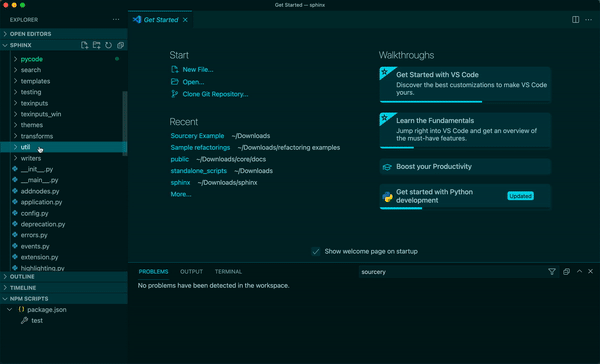 Get Started — sphinx
EXPLORER
Get Started
OPEN EDITORS
SPHINX
pycode
search
templates
testing
texinputs
texinputs_win
themes
transforms
util
writers
__init__.py
__main__.py
addnodes.py
application.py
config.py
deprecation.py
errors.py
events.py
extension.py
highlighting.py
OUTLINE
TIMELINE
NPM SCRIPTS
package.json
test
Start
New File...
Open...
Clone Git Repository...
Recent
Sourcery Example ~/Downloads
Sample refactorings ~/Downloads/refactoring examples
public ~/Downloads/core/docs
standalone_scripts ~/Downloads
sphinx ~/Downloads/sphinx
More...
Walkthroughs
Get Started with VS Code
Discover the best customizations to make VS Code
yours.
Learn the Fundamentals
Jump right into VS Code and get an overview of
the must-have features.
Boost your Productivity
Get started with Python
development
Updated
Show welcome page on startup
PROBLEMS OUTPUT TERMINAL
sourcery
No problems have been detected in the workspace.